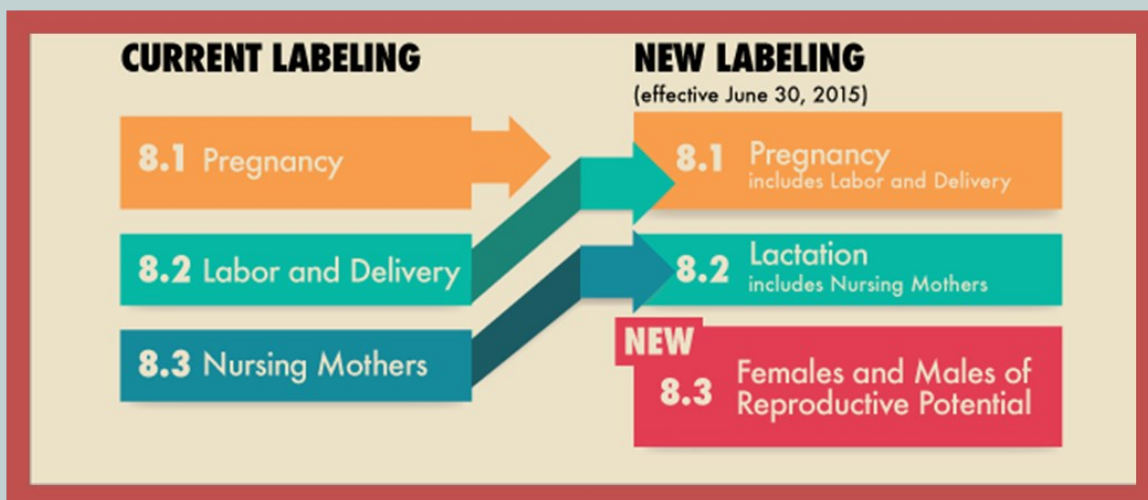 CURRENT LABELING
8.1 Pregnancy
8.2 Labor and Delivery
8.3 Nursing Mothers
NEW LABELING
(effective June 30, 2015)
8.1 Pregnancy
includes Labor and Delivery
8.2 Lactation
includes Nursing Mothers
NEW
8.3 Females and Males of
Reproductive Potential